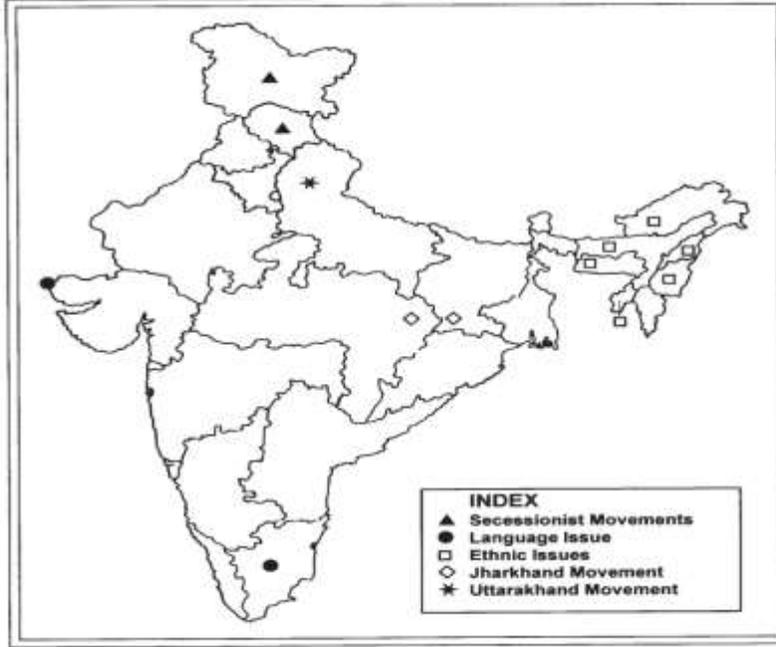 INDEX
Secessionist Movements
Language Issue
Ethnic Issues
Jharkhand Movement
Uttarakhand Movement